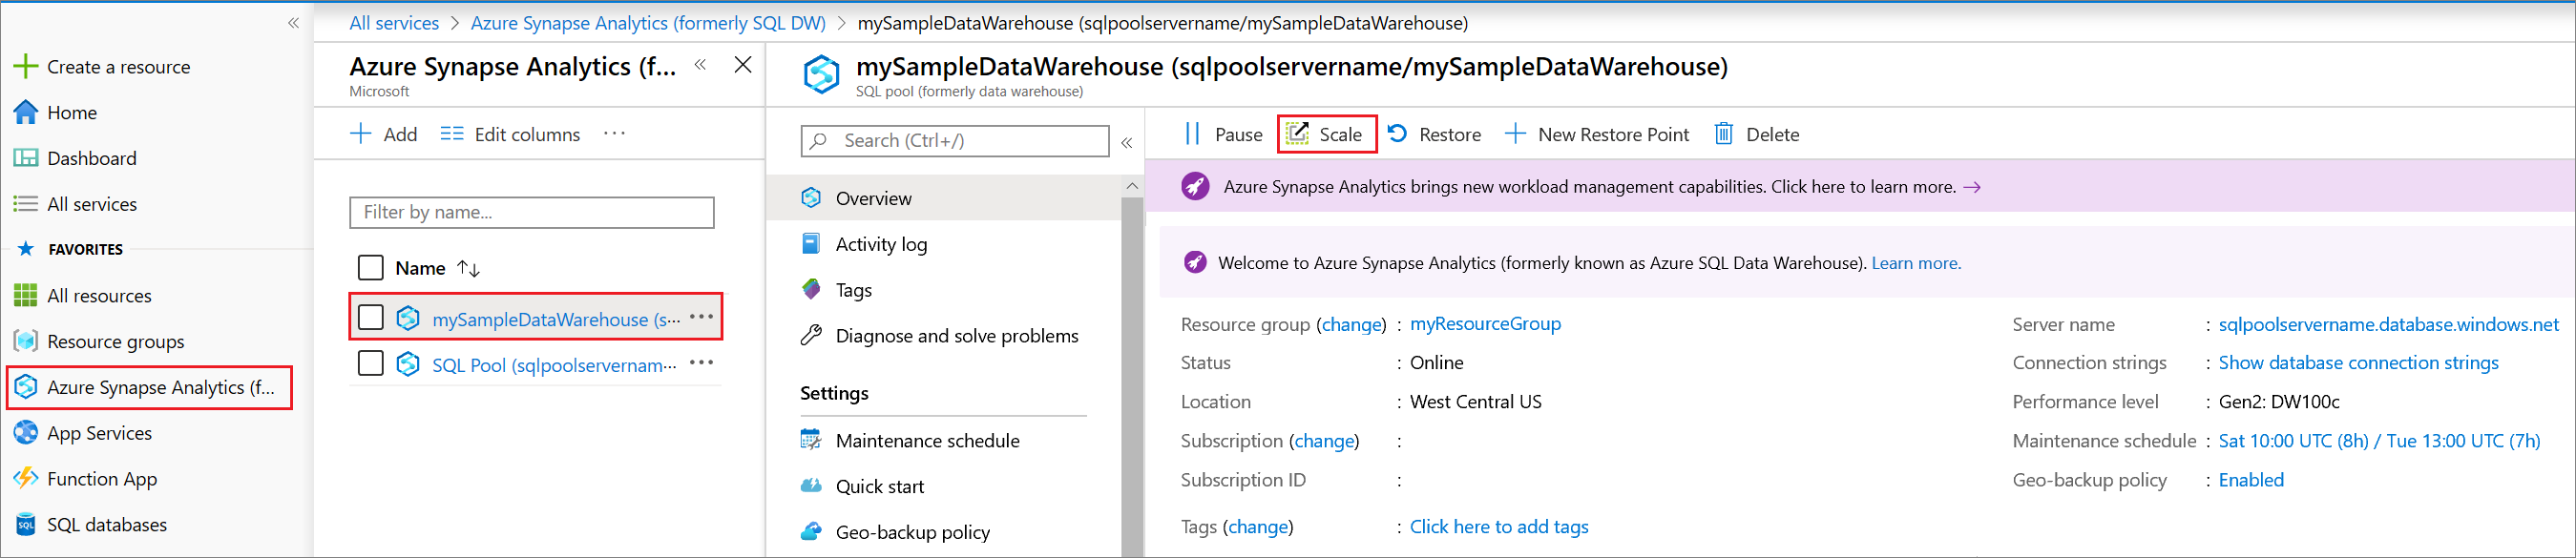 All services > Azure Synapse Analytics (formerly SQL DW) > mySampleDataWarehouse (sqlpoolservername/mySampleDataWarehouse)
Create a resource
Home
Dashboard
All services
FAVORITES
All resources
Resource groups
Azure Synapse Analytics (f...
App Services
Function App
SQL databases
Azure Synapse Analytics (f...
Microsoft
Add
Edit columns
Filter by name...
Name
mySampleDataWarehouse (s...
SQL Pool (sqlpoolservernam...
mySampleDataWarehouse (sqlpoolservername/mySampleDataWarehouse)
SQL pool (formerly data warehouse)
Search (Ctrl+/)
Overview
Activity log
Tags
Diagnose and solve problems
Settings
Maintenance schedule
Quick start
Geo-backup policy
Pause
Scale
Restore
New Restore Point
Delete
Azure Synapse Analytics brings new workload management capabilities. Click here to learn more. →
Welcome to Azure Synapse Analytics (formerly known as Azure SQL Data Warehouse). Learn more.
Resource group (change) : myResourceGroup
Status : Online
Location : West Central US
Subscription (change) :
Subscription ID :
Tags (change) : Click here to add tags
Server name : sqlpoolservername.database.windows.net
Connection strings : Show database connection strings
Performance level : Gen2: DW100c
Maintenance schedule : Sat 10:00 UTC (8h) / Tue 13:00 UTC (7h)
Geo-backup policy : Enabled